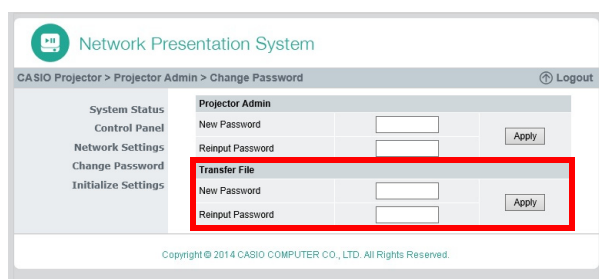 Network Presentation System
CASIO Projector > Projector Admin > Change Password Logout
System Status
Control Panel
Network Settings
Change Password
Initialize Settings
Projector Admin
New Password
Reinput Password
Apply
Transfer File
New Password
Reinput Password
Apply
Copyright © 2014 CASIO COMPUTER CO., LTD. All Rights Reserved.